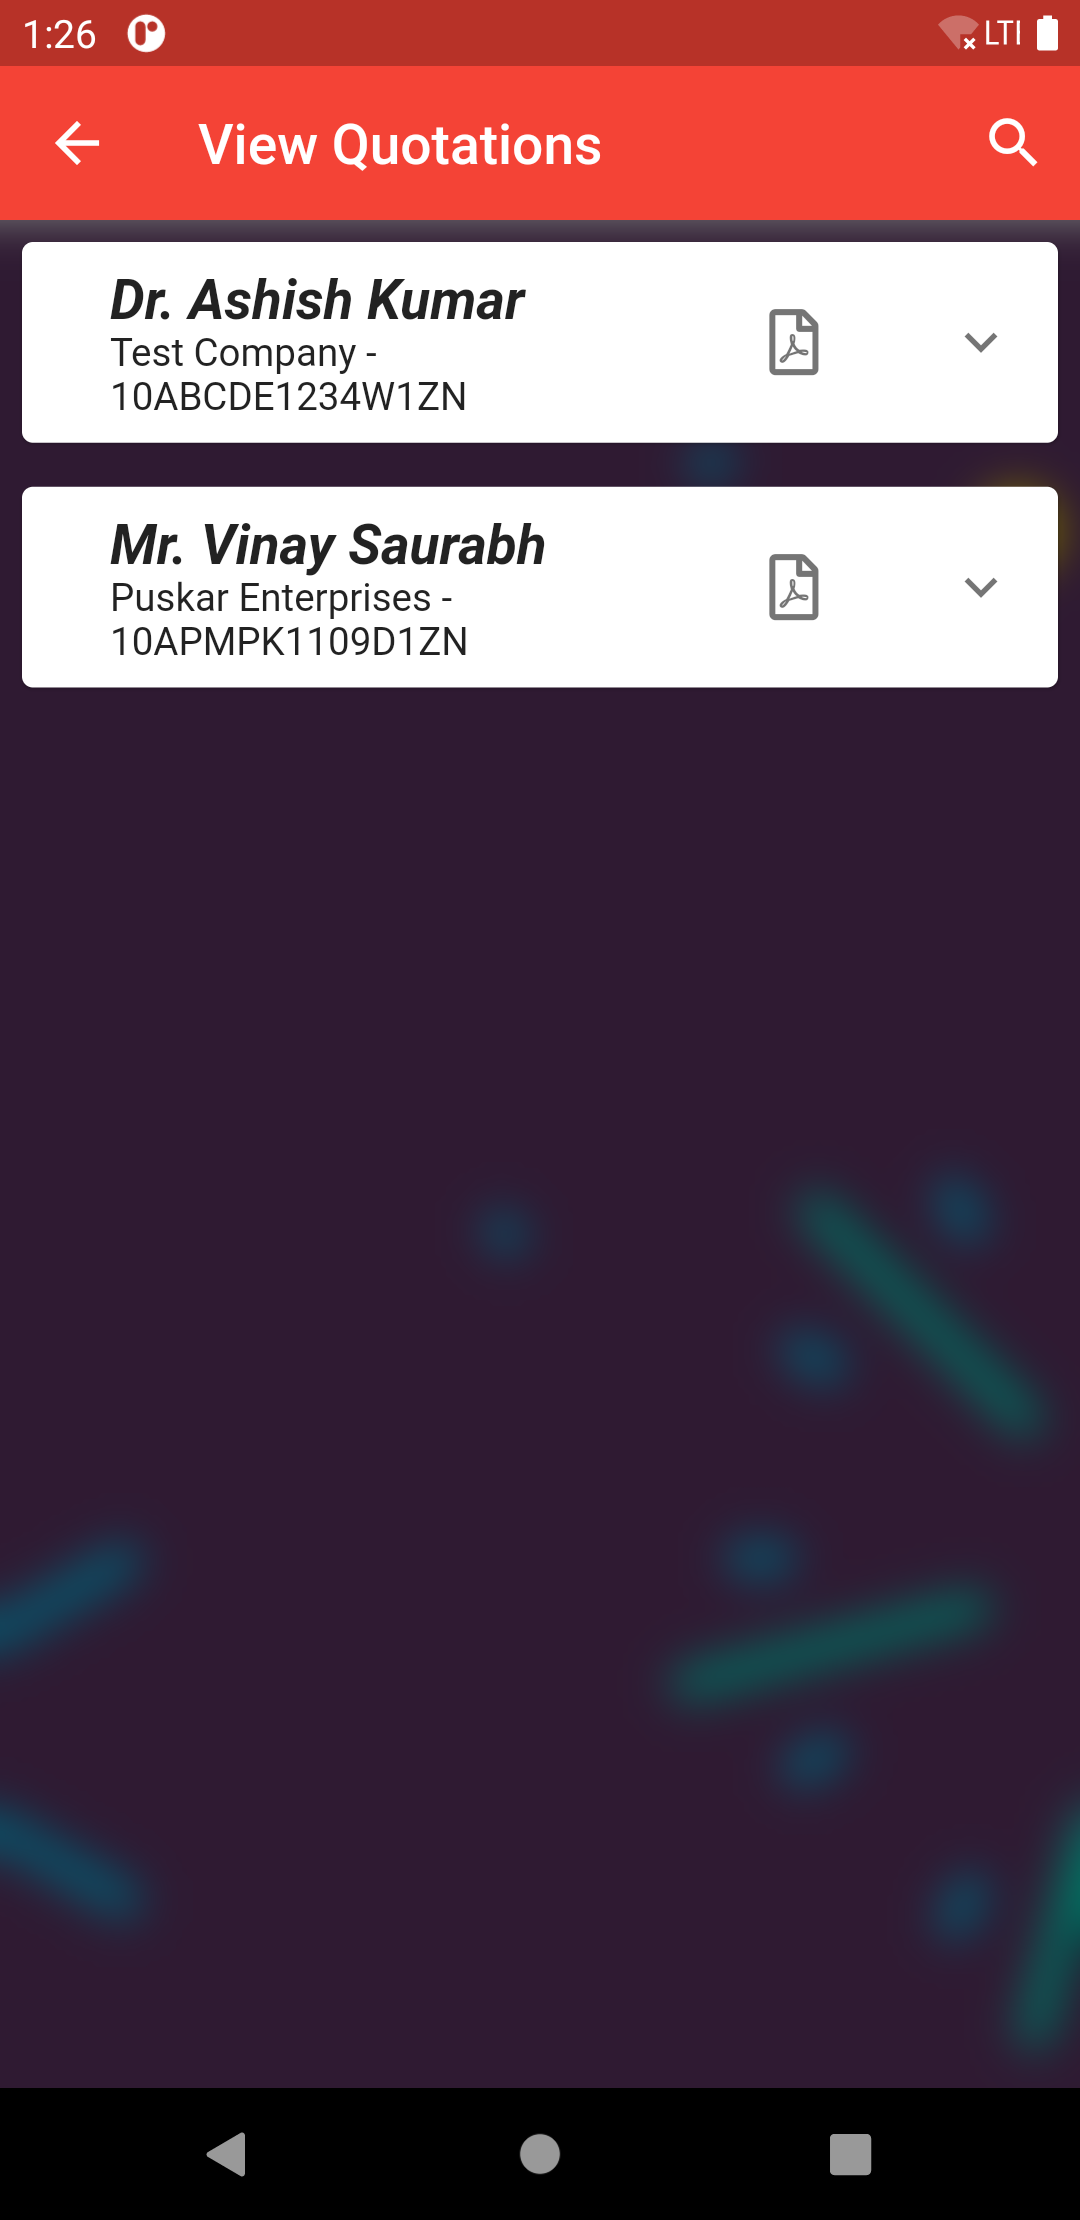 1:26
LTE
View Quotations
Dr. Ashish Kumar
Test Company -
10ABCDE1234W1ZN
Mr. Vinay Saurabh
Puskar Enterprises -
10APMPK1109D1ZN